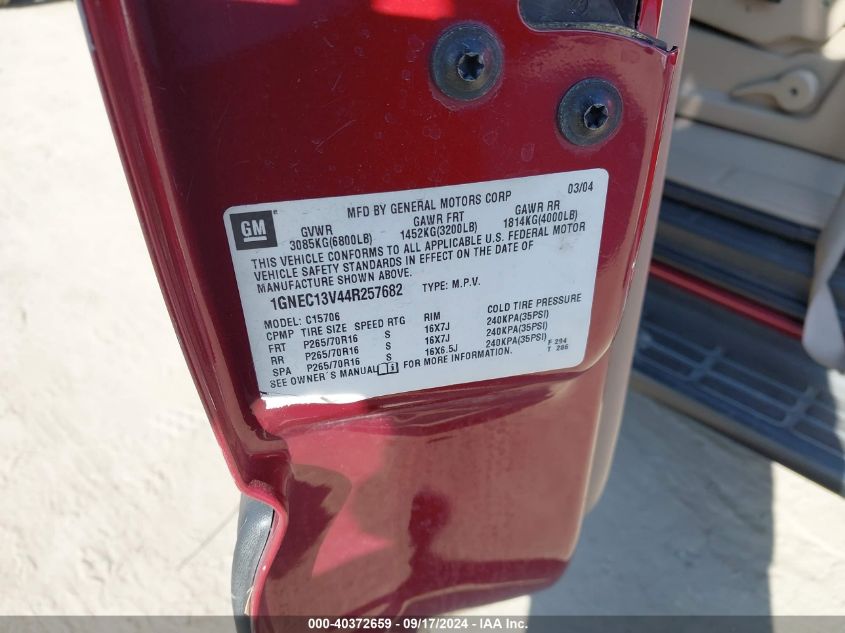 GM
MFD BY GENERAL MOTORS CORP 03/04
GVWR GAWR FRT GAWR RR
3085KG(6800LB) 1452KG(3200LB) 1814KG(4000LB)
THIS VEHICLE CONFORMS TO ALL APPLICABLE U.S. FEDERAL MOTOR
VEHICLE SAFETY STANDARDS IN EFFECT ON THE DATE OF
MANUFACTURE SHOWN ABOVE.
1GNEC13V44R257682 TYPE: M.P.V.
MODEL: C15706
CPMP TIRE SIZE SPEED RTG RIM COLD TIRE PRESSURE
FRT P265/70R16 S 16X7J 240KPA(35PSI)
RR P265/70R16 S 16X7J 240KPA(35PSI)
SPA P265/70R16 S 16X6.5J 240KPA(35PSI)
SEE OWNER'S MANUAL FOR MORE INFORMATION. F 294
T 206
000-40372659 - 09/17/2024 - IAA Inc.